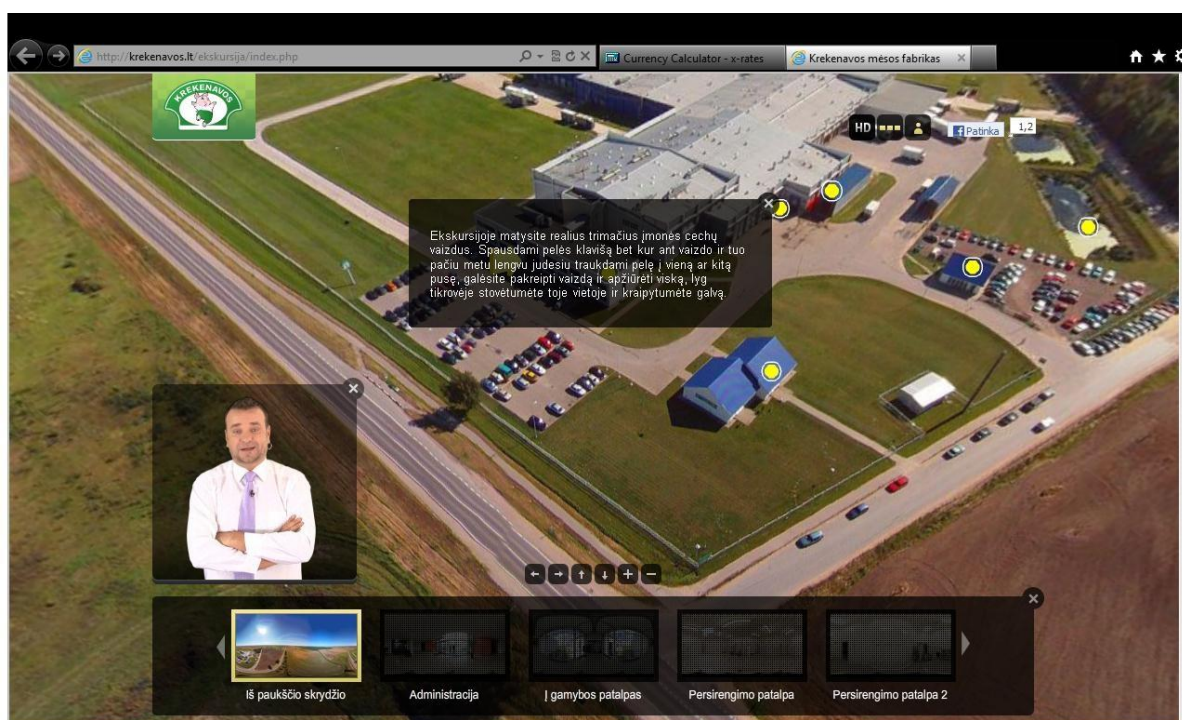 http://krekenavos.lt/ekskursija/index.php
Currency Calculator - x-rates
Krekenavos mėsos fabrikas
KREKENAVOS
HD
Patinka
1,2
Ekskursijoje matysite realius trimačius įmonės cechų
vaizdus. Spausdami pelės klavišą bet kur ant vaizdo ir tuo
pačiu metu lengvu judesiu traukdami pelę į vieną ar kitą
pusę, galėsite pakreipti vaizdą ir apžiūrėti viską, lyg
tikrovėje stovėtumėte toje vietoje ir kraipytumėte galvą.
Iš paukščio skrydžio
Administracija
Į gamybos patalpas
Persirengimo patalpa
Persirengimo patalpa 2